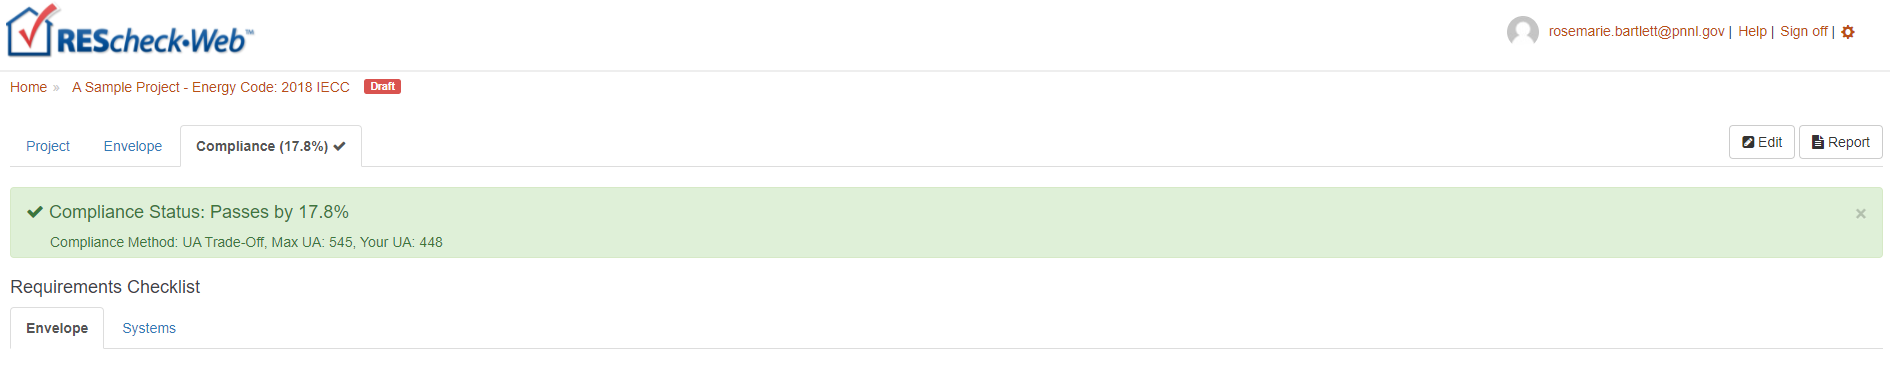 REScheck-Web™
rosemarie.bartlett@pnnl.gov | Help | Sign off |
Home » A Sample Project - Energy Code: 2018 IECC Draft
Project Envelope Compliance (17.8%) ✔ Edit Report
✔ Compliance Status: Passes by 17.8% ×
Compliance Method: UA Trade-Off, Max UA: 545, Your UA: 448
Requirements Checklist
Envelope Systems